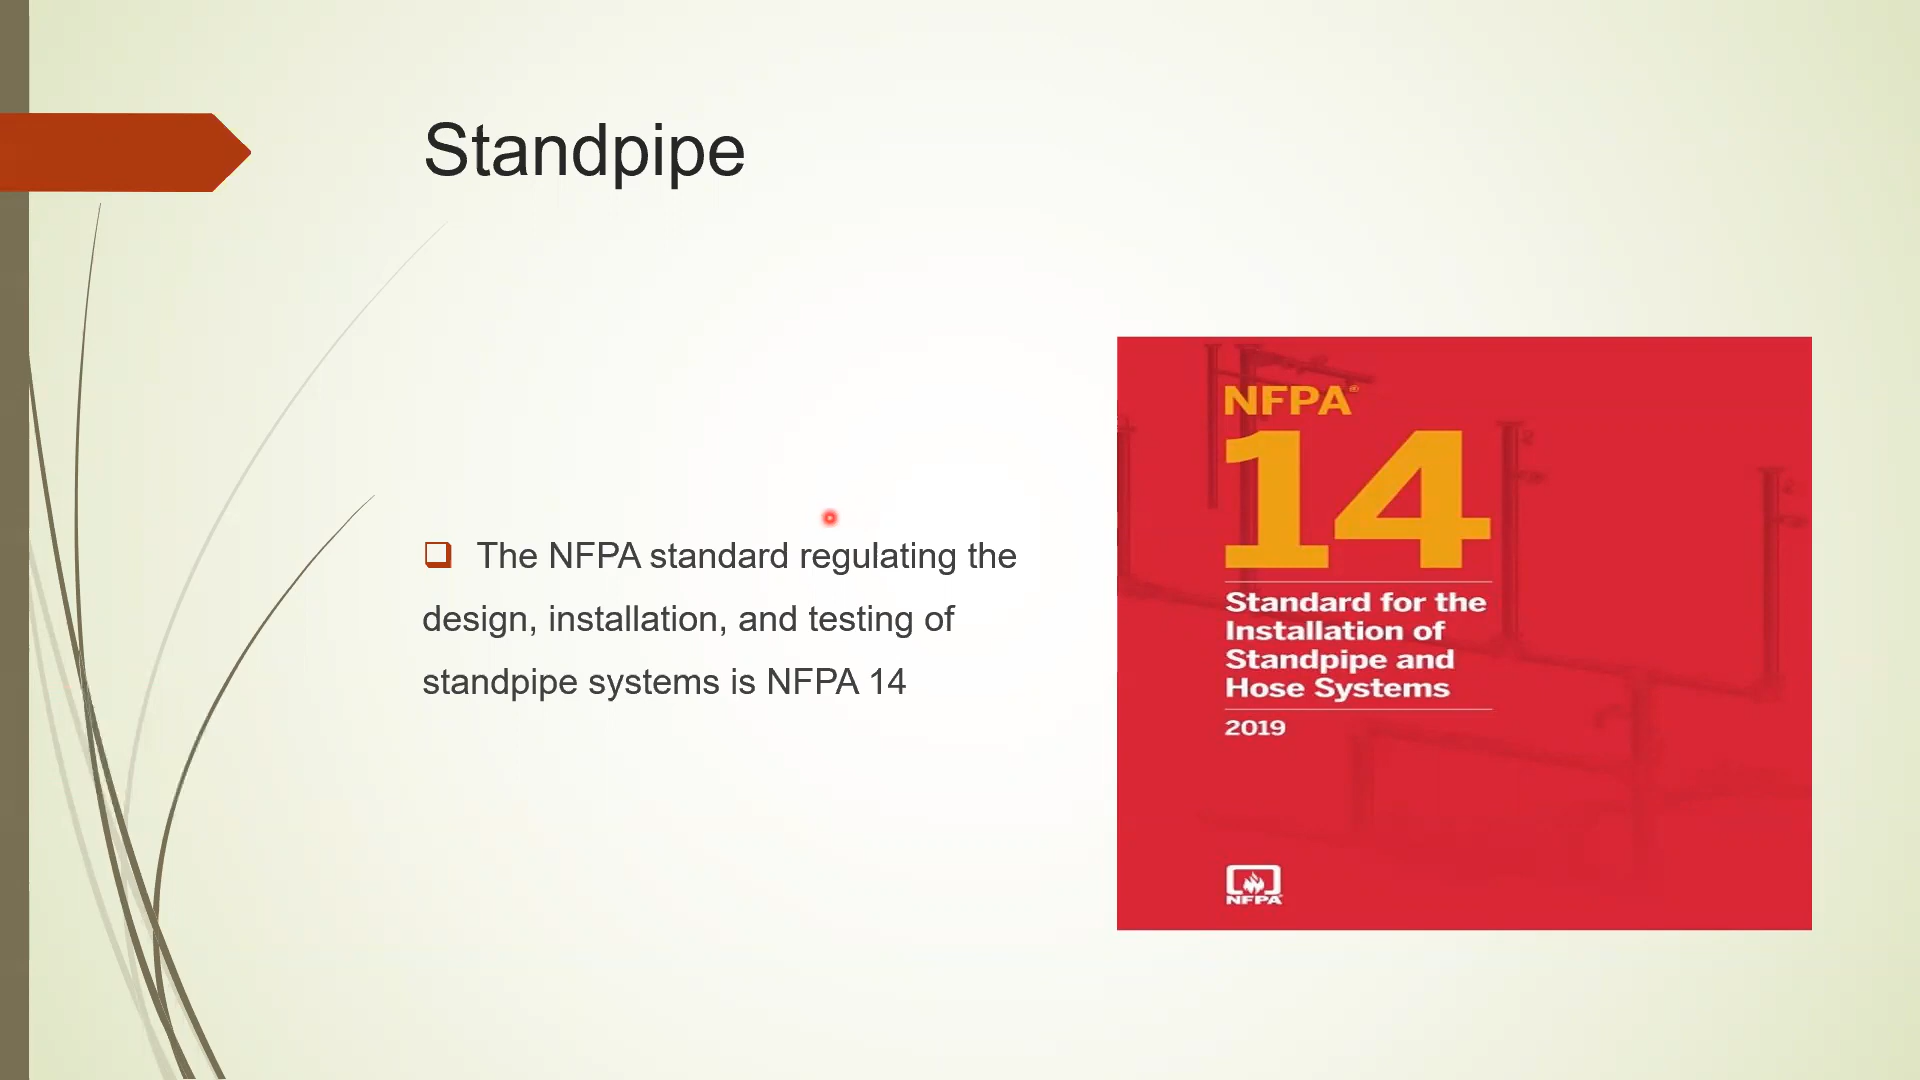 Standpipe
The NFPA standard regulating the
design, installation, and testing of
standpipe systems is NFPA 14
NFPA®
14
Standard for the
Installation of
Standpipe and
Hose Systems
2019
NFPA